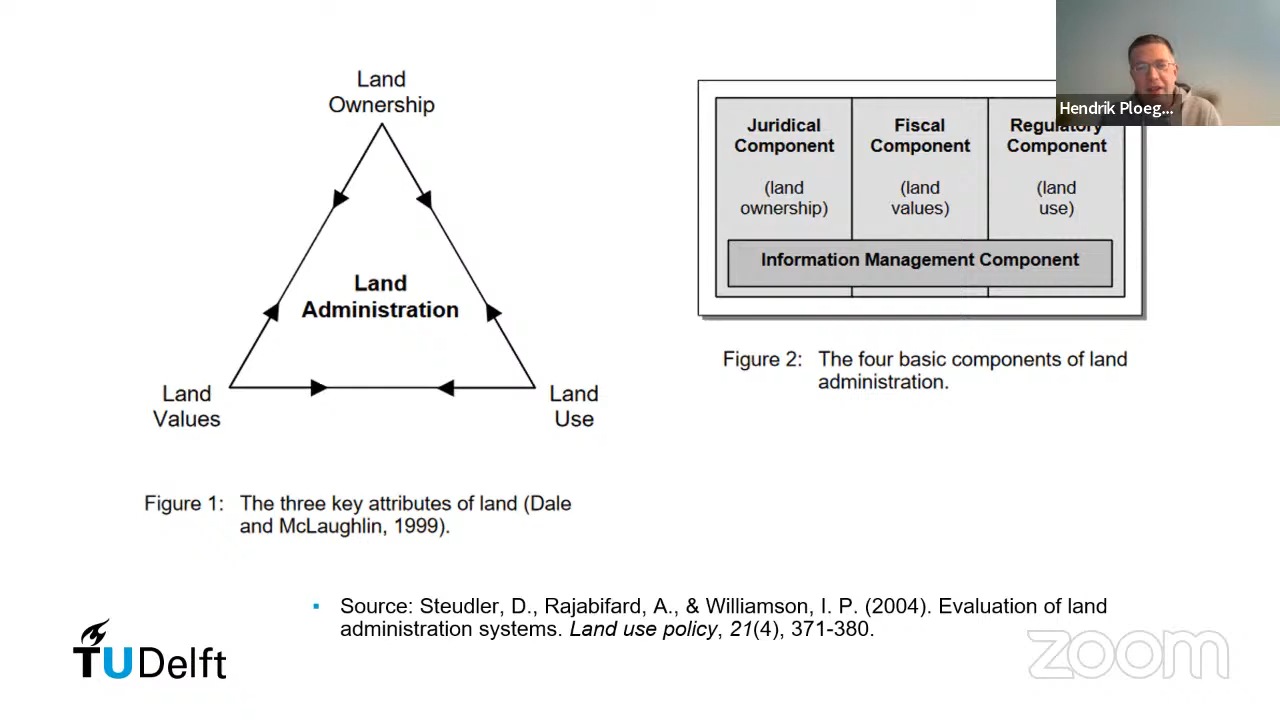 Land
Ownership
Land
Administration
Land
Values
Land
Use
Figure 1: The three key attributes of land (Dale
and McLaughlin, 1999).
Juridical
Component
(land
ownership)
Fiscal
Component
(land
values)
Regulatory
Component
(land
use)
Information Management Component
Figure 2: The four basic components of land
administration.
Hendrik Ploeg...
▪ Source: Steudler, D., Rajabifard, A., & Williamson, I. P. (2004). Evaluation of land
administration systems. Land use policy, 21(4), 371-380.
TUDelft
zoom